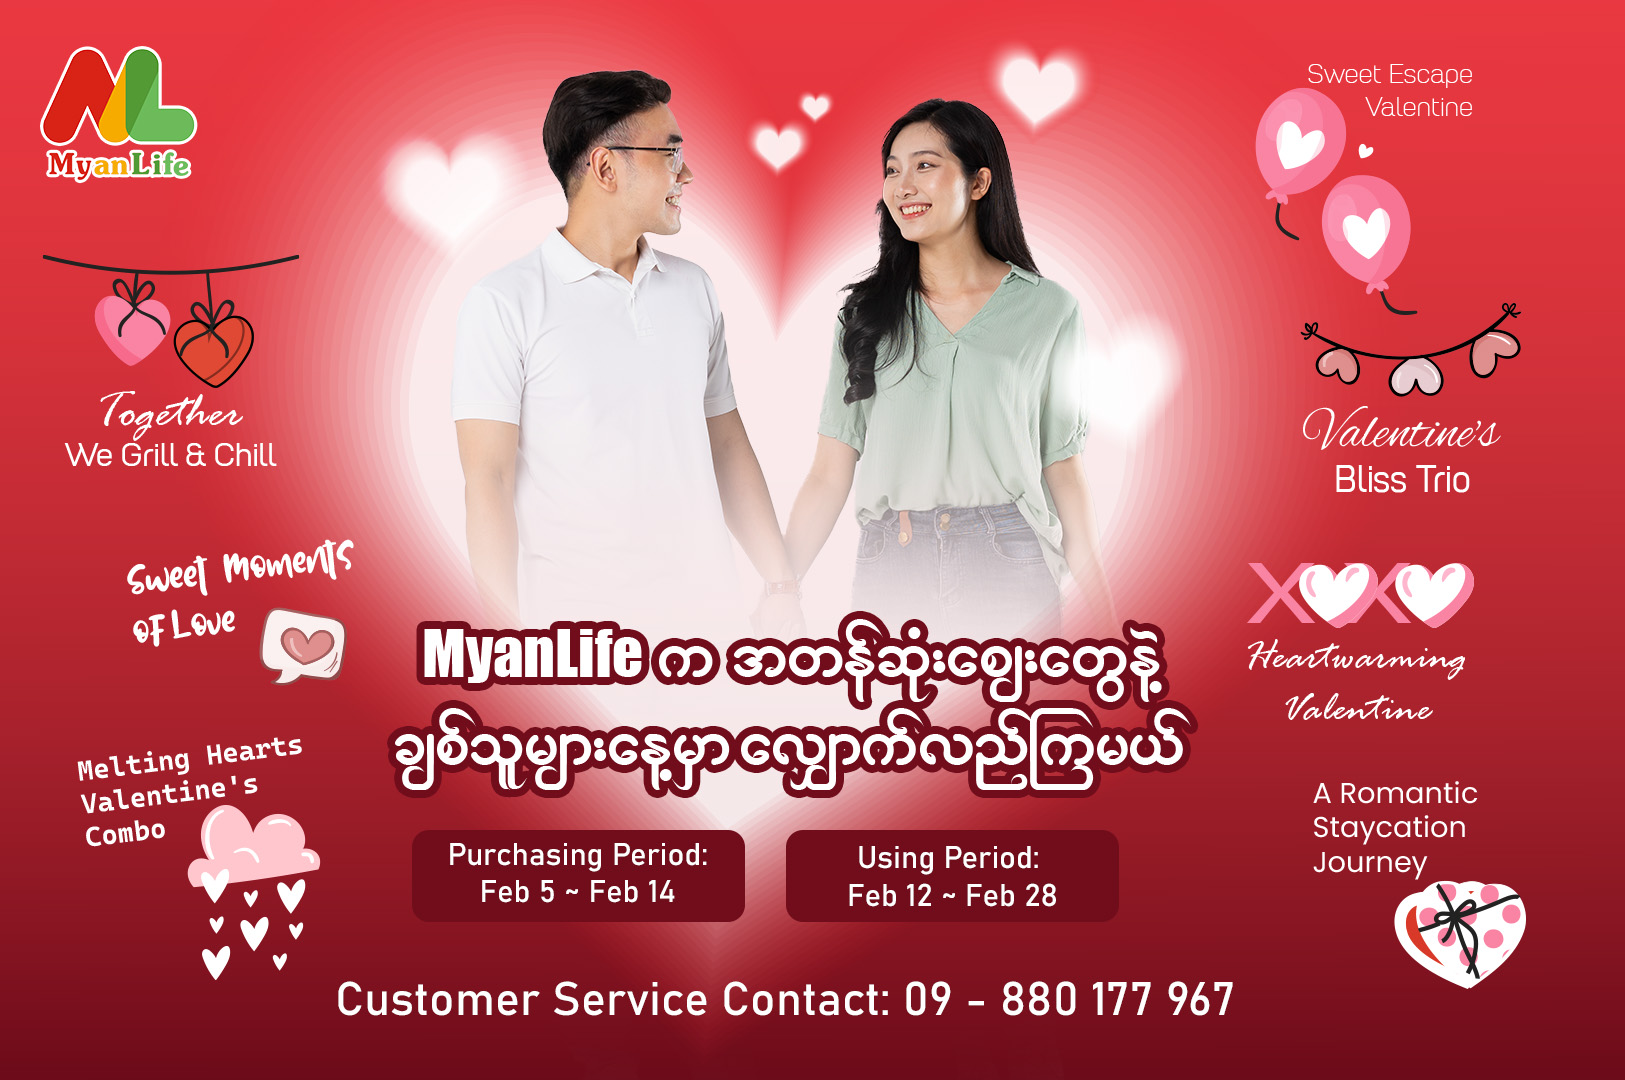 MyanLife
Sweet Escape
Valentine
Together
We Grill & Chill
Valentine's
Bliss Trio
Sweet Moments
of Love
XOXO
Heartwarming
Valentine
MyanLife က အတန်ဆုံးဈေးတွေနဲ့
ချစ်သူများနေ့မှာ လျှောက်လည်ကြမယ်
Melting Hearts
Valentine's
Combo
A Romantic
Staycation
Journey
Purchasing Period:
Feb 5 ~ Feb 14
Using Period:
Feb 12 ~ Feb 28
Customer Service Contact: 09 - 880 177 967